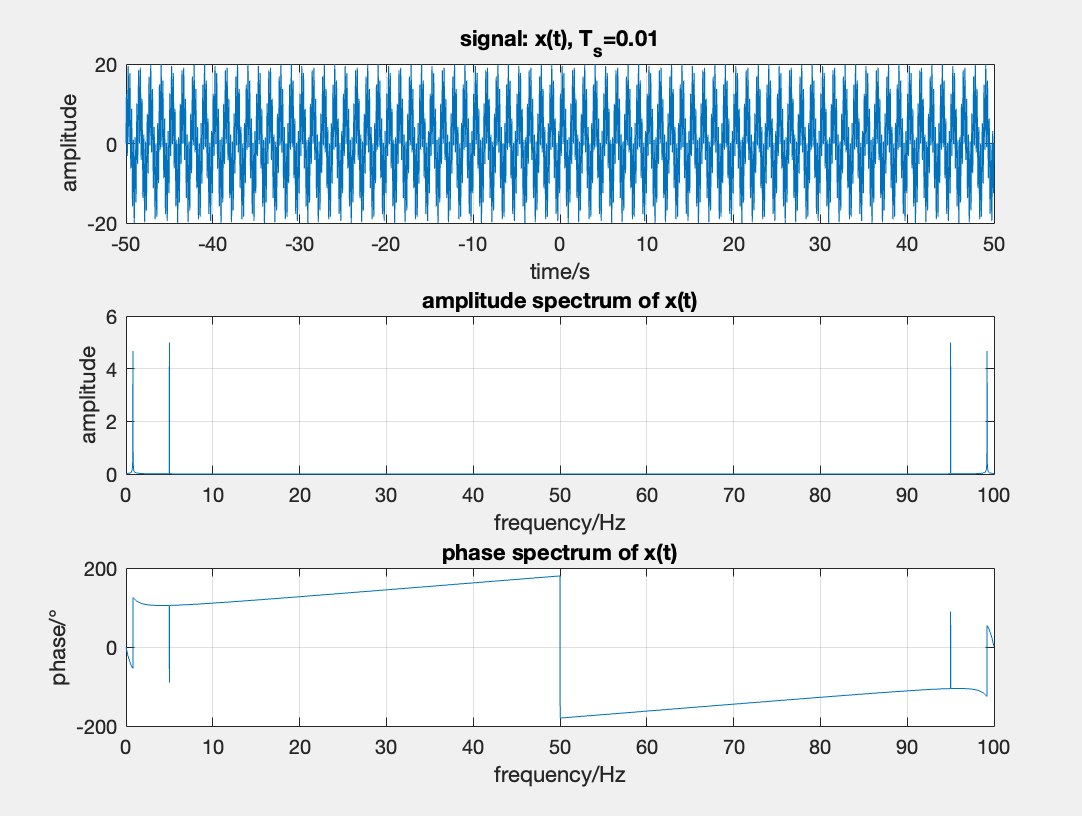 signal: x(t), Ts=0.01
amplitude
20
0
-20
-50 -40 -30 -20 -10 0 10 20 30 40 50
time/s
amplitude spectrum of x(t)
amplitude
6
4
2
0
0 10 20 30 40 50 60 70 80 90 100
frequency/Hz
phase spectrum of x(t)
phase/°
200
0
-200
0 10 20 30 40 50 60 70 80 90 100
frequency/Hz